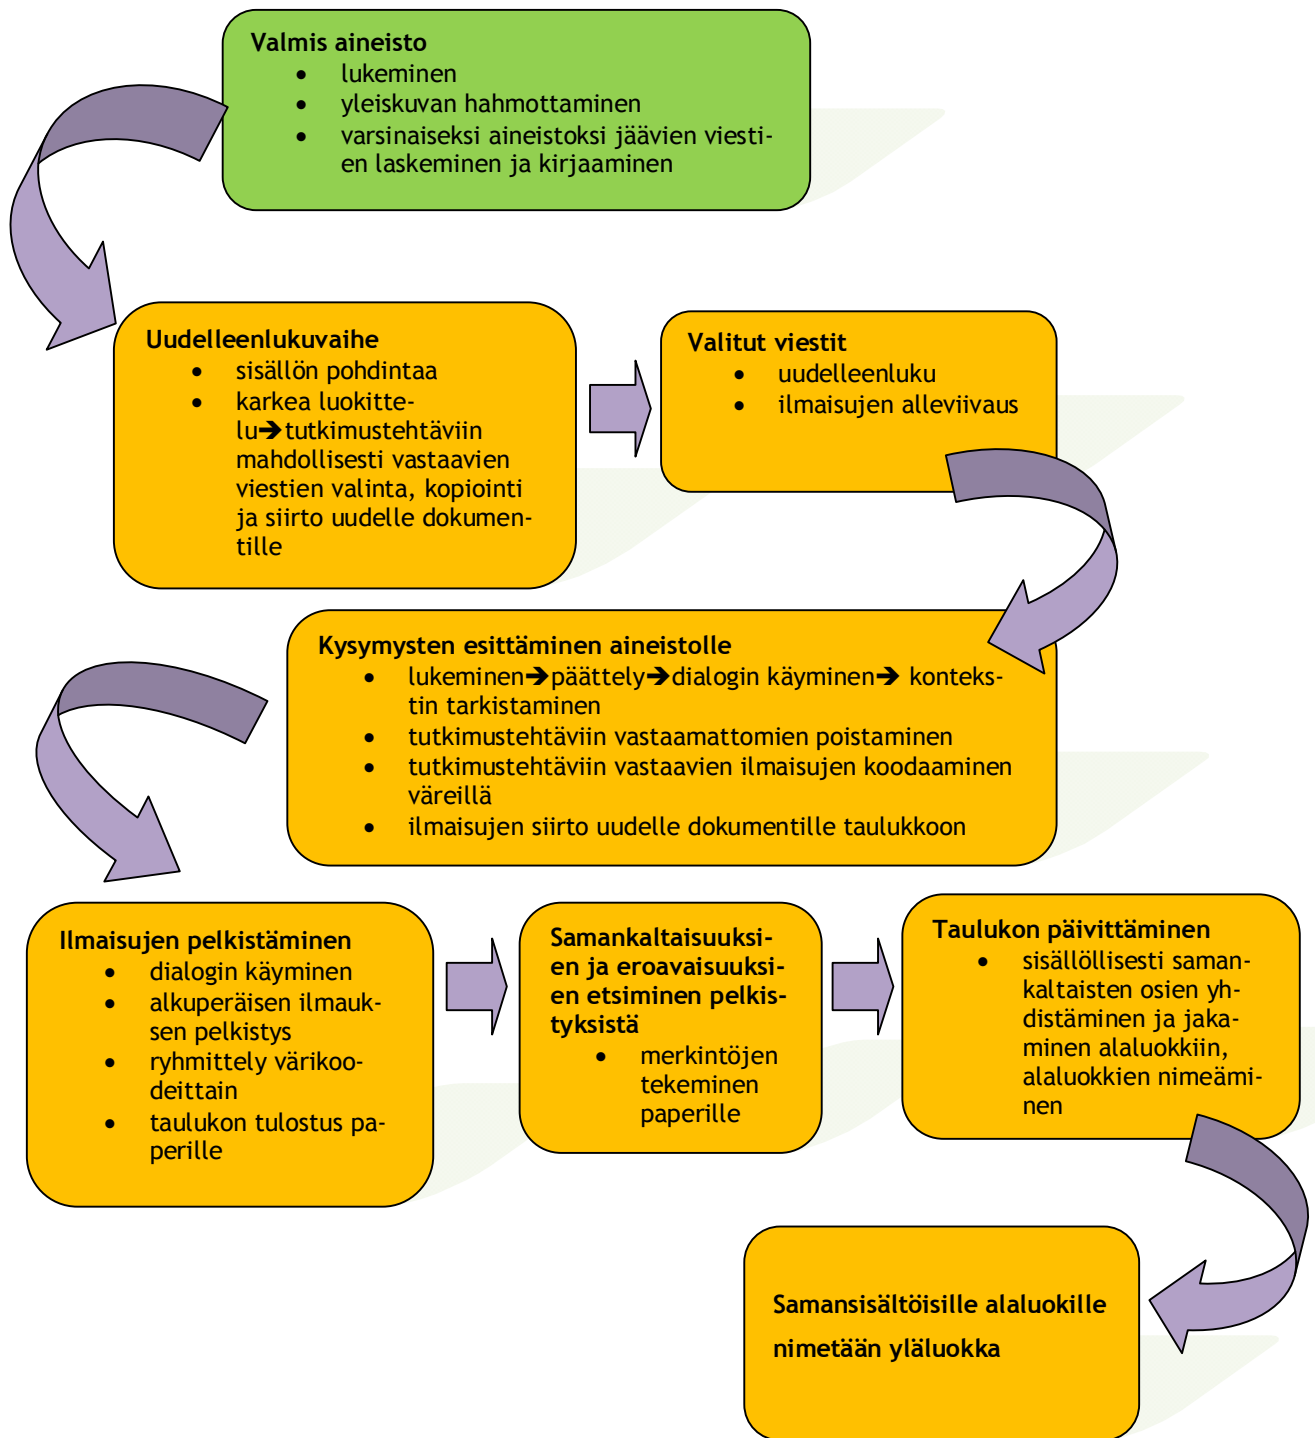 Valmis aineisto
• lukeminen
• yleiskuvan hahmottaminen
• varsinaiseksi aineistoksi jäävien viesti-
en laskeminen ja kirjaaminen
Uudelleenlukuvaihe
• sisällön pohdintaa
• karkea luokitte-
lu➔tutkimustehtäviin
mahdollisesti vastaavien
viestien valinta, kopiointi
ja siirto uudelle dokumen-
tille
Valitut viestit
• uudelleenluku
• ilmaisujen alleviivaus
Kysymysten esittäminen aineistolle
• lukeminen➔päättely➔dialogin käyminen➔ konteks-
tin tarkistaminen
• tutkimustehtäviin vastaamattomien poistaminen
• tutkimustehtäviin vastaavien ilmaisujen koodaaminen
väreillä
• ilmaisujen siirto uudelle dokumentille taulukkoon
Ilmaisujen pelkistäminen
• dialogin käyminen
• alkuperäisen ilmauk-
sen pelkistys
• ryhmittely värikoo-
deittain
• taulukon tulostus pa-
perille
Samankaltaisuuksi-
en ja eroavaisuuksi-
en etsiminen pelkis-
tyksistä
• merkintöjen
tekeminen
paperille
Taulukon päivittäminen
• sisällöllisesti saman-
kaltaisten osien yh-
distäminen ja jaka-
minen alaluokkiin,
alaluokkien nimeämi-
nen
Samansisältöisille alaluokille
nimetään yläluokka